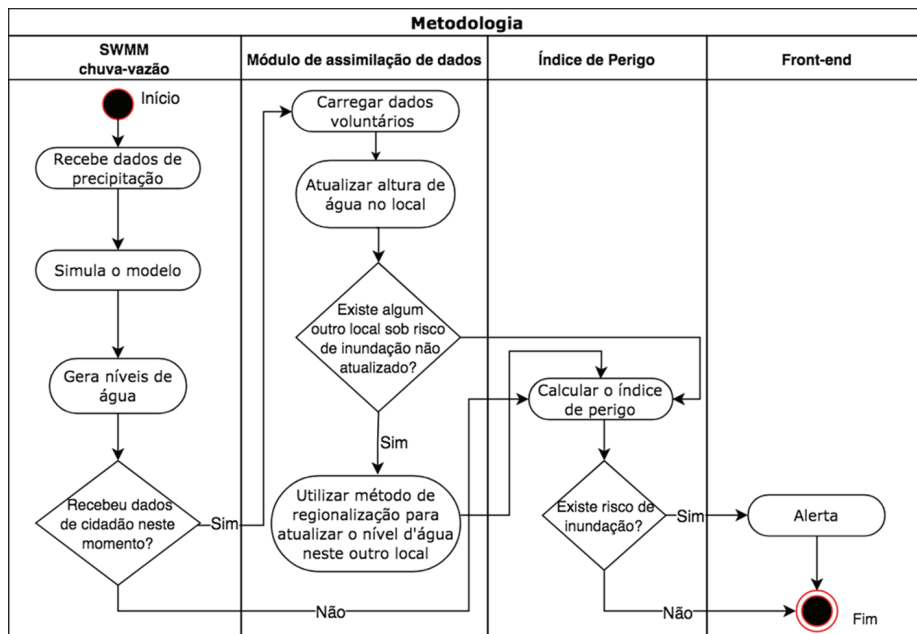 Metodologia
SWMM
chuva-vazão
Módulo de assimilação de dados
Índice de Perigo
Front-end
Início
Recebe dados de
precipitação
Simula o modelo
Gera níveis de
água
Recebeu dados
de cidadão neste
momento?
Sim
Não
Carregar dados
voluntários
Atualizar altura de
água no local
Existe algum
outro local sob risco
de inundação não
atualizado?
Sim
Utilizar método de
regionalização para
atualizar o nível d'água
neste outro local
Calcular o índice
de perigo
Existe risco de
inundação?
Sim
Não
Alerta
Fim